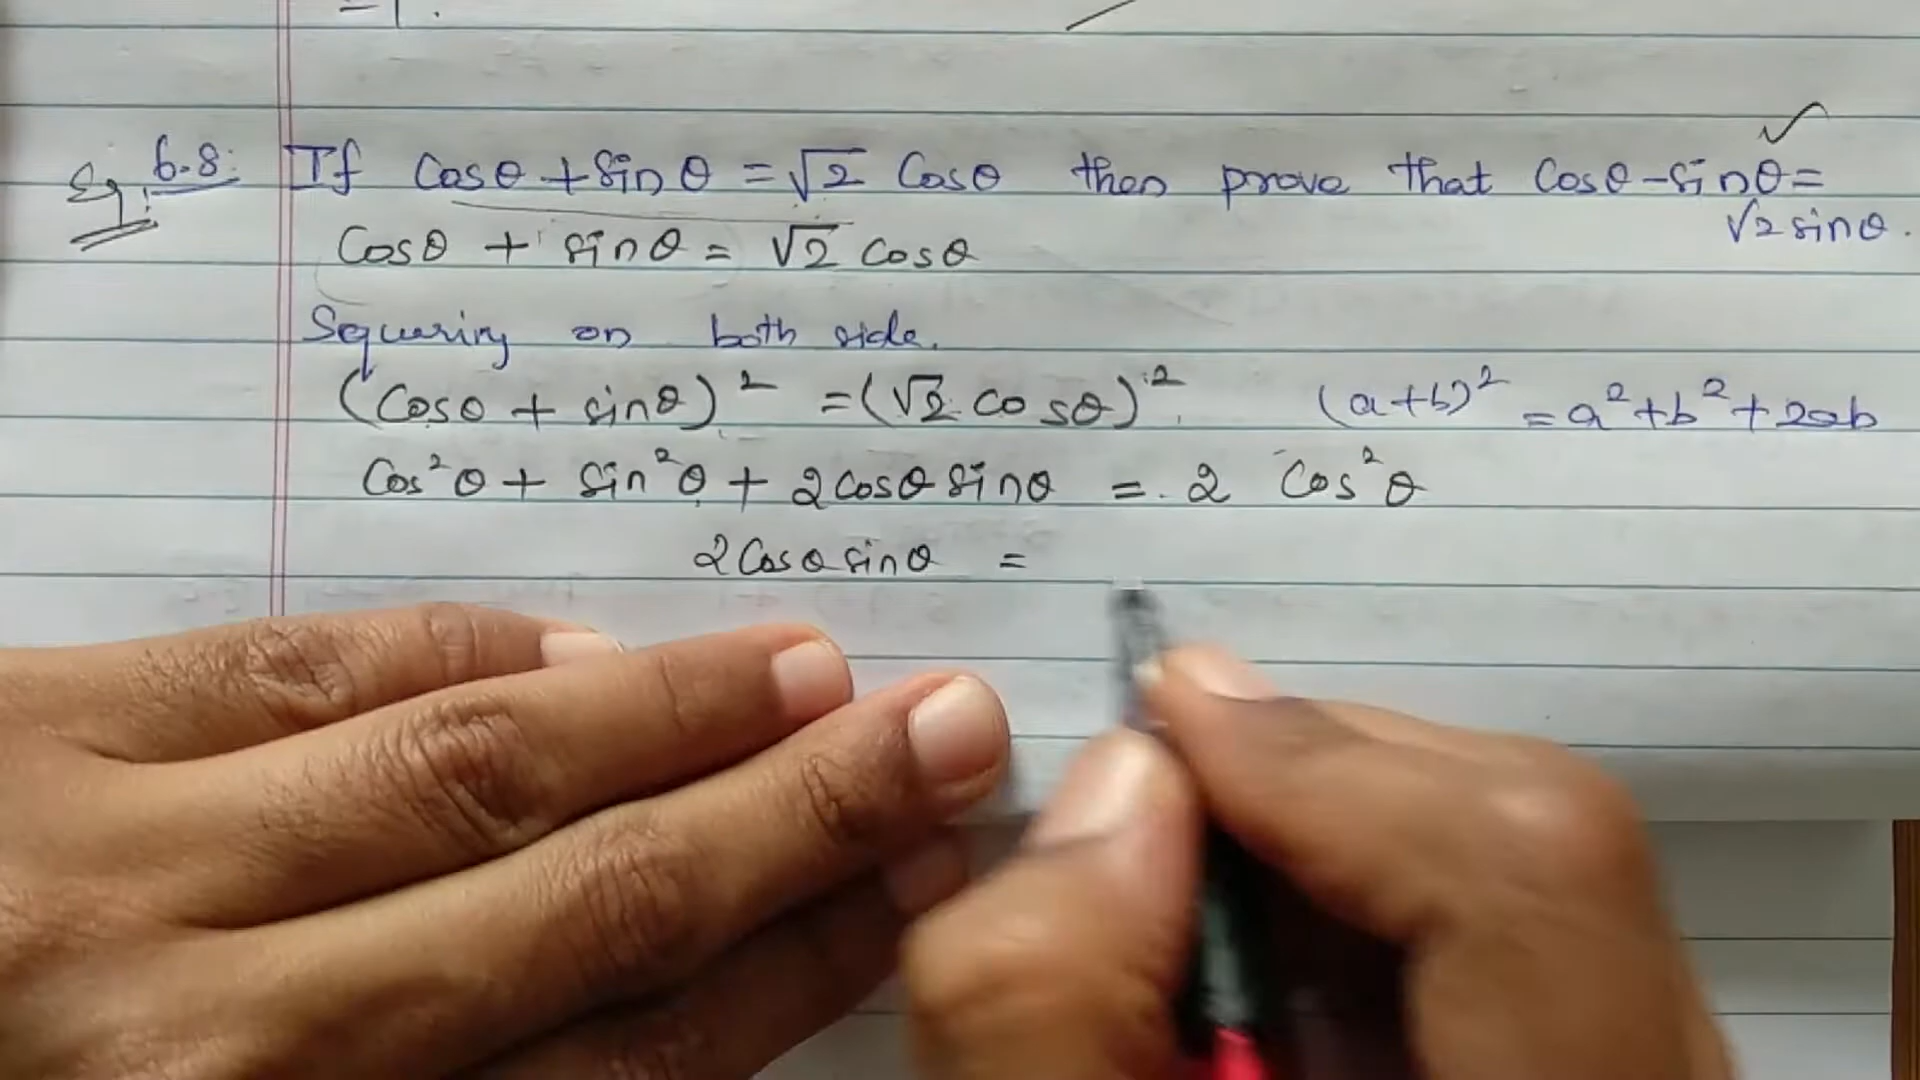 = 1.
Eg: 6.8: If Cosθ + Sinθ = √2 Cosθ then prove that Cosθ - Sinθ =
√2 sinθ.
Cosθ + sinθ = √2 cosθ
Squaring on both side.
(Cosθ + sinθ)² = (√2 cosθ)² (a+b)² = a²+b²+2ab
Cos²θ + Sin²θ + 2cosθ sinθ = 2 Cos²θ
2Cosθ sinθ =